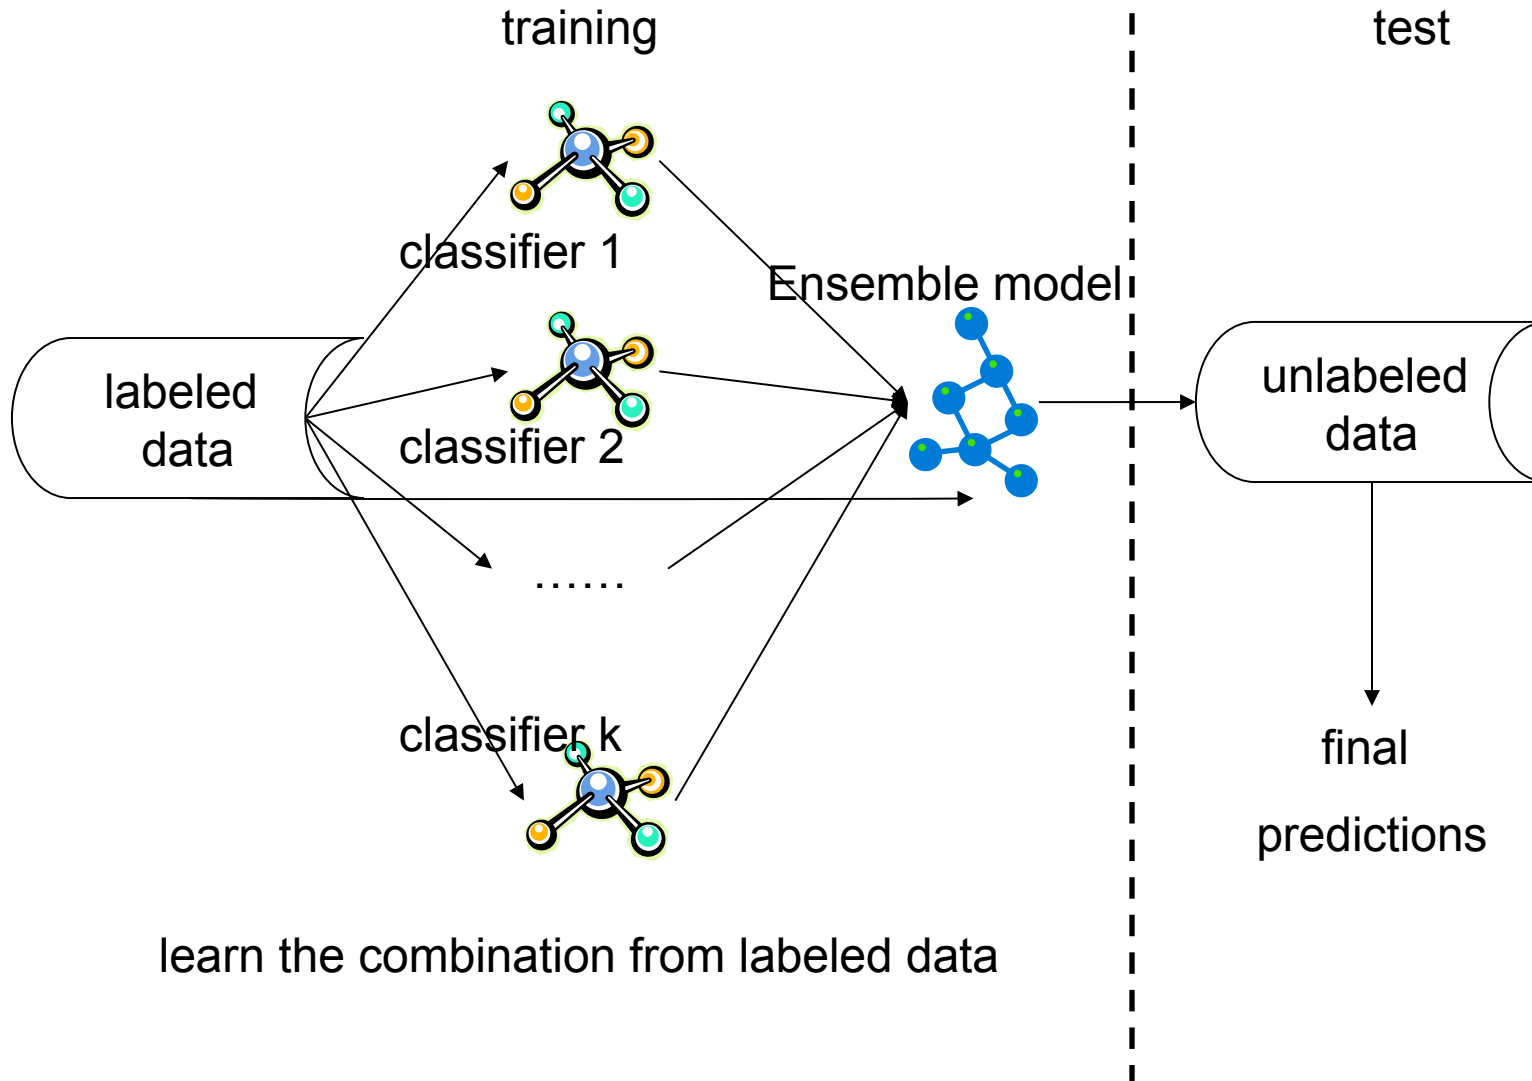 training
test
classifier 1
Ensemble model
labeled
data
unlabeled
data
classifier 2
……
classifier k
final
predictions
learn the combination from labeled data